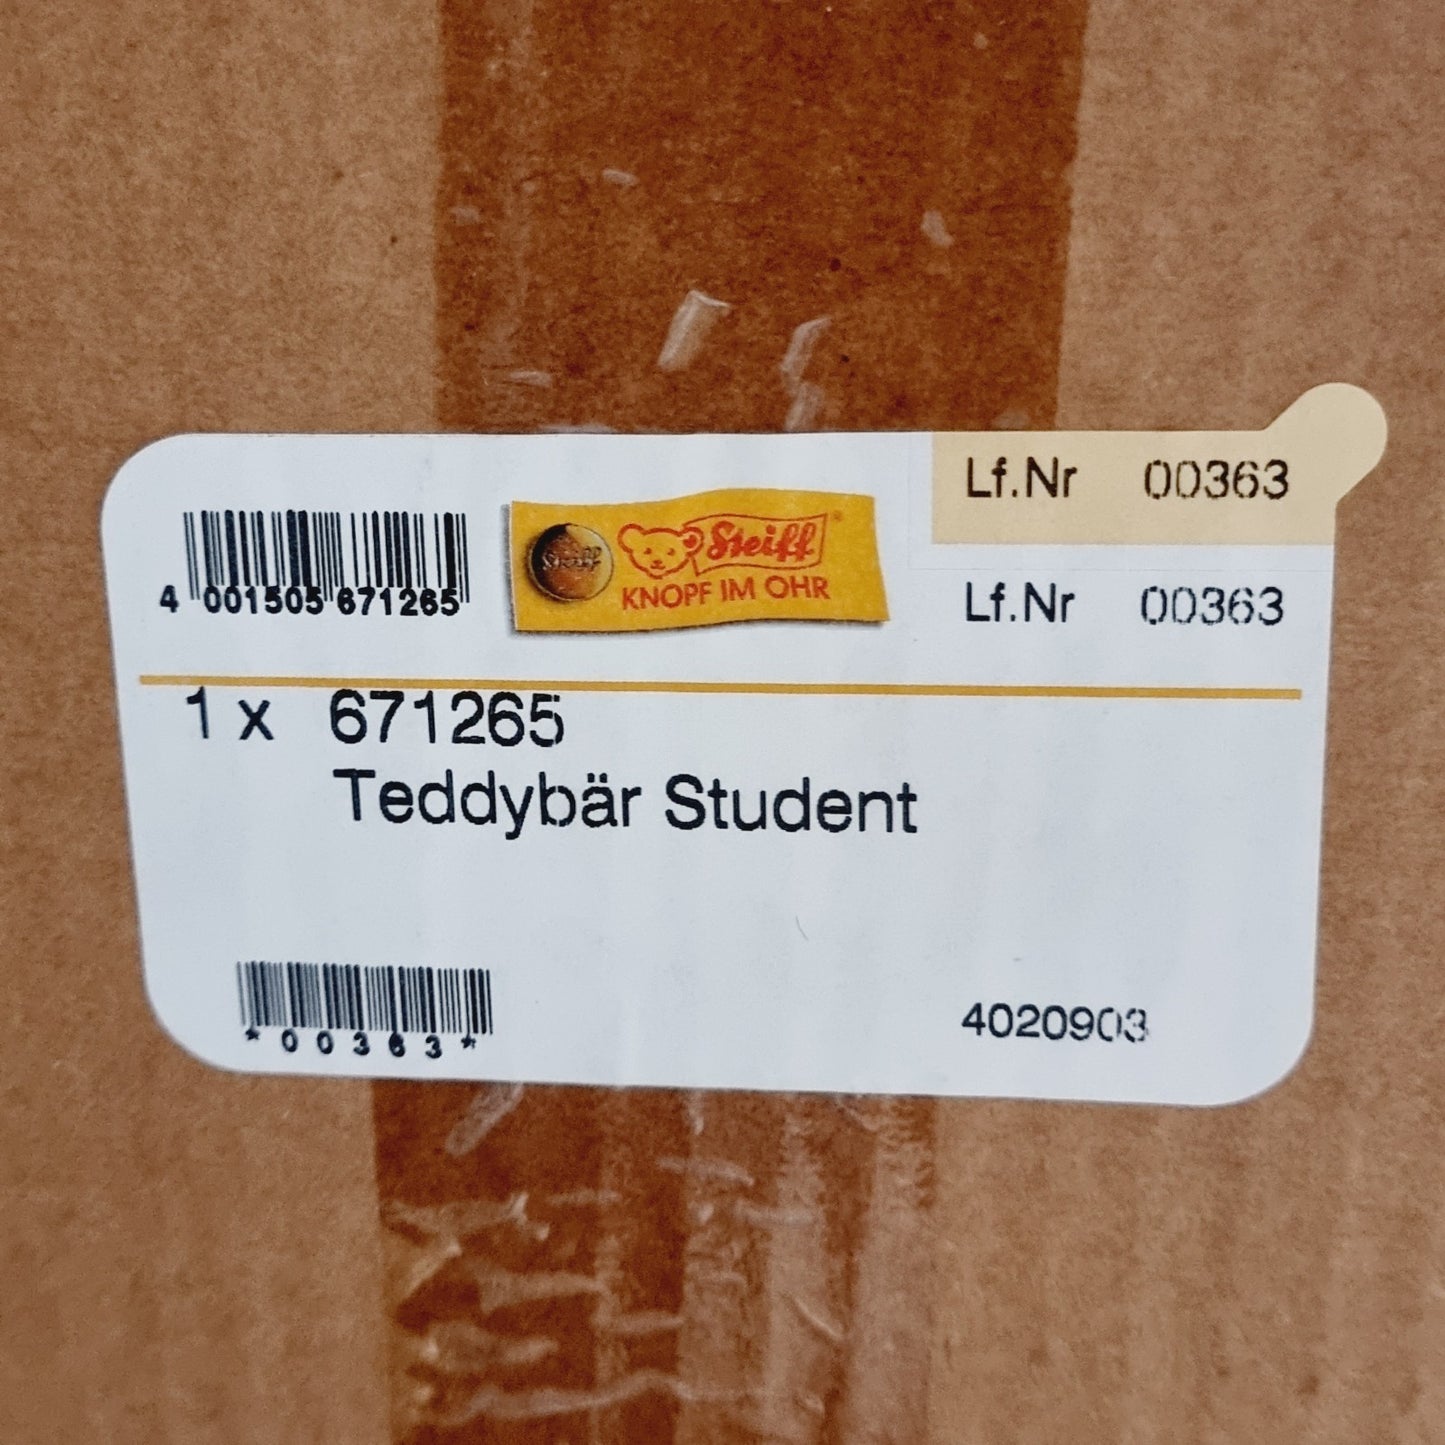 Lf.Nr 00363
4 001505 671265
Steiff
Steiff®
KNOPF IM OHR
Lf.Nr 00363
1 x 671265
Teddybär Student
*00363*
4020903